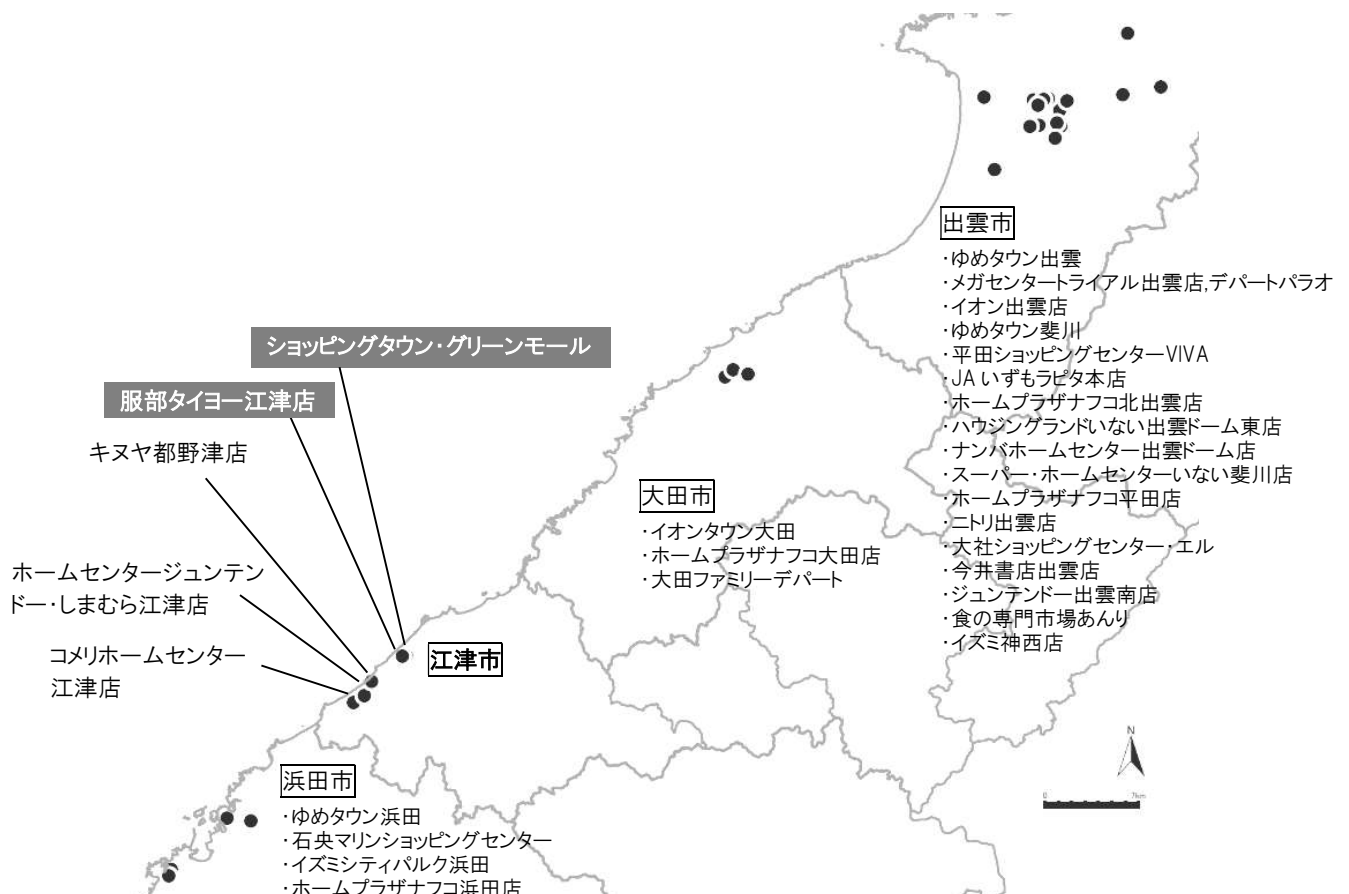 ショッピングタウン・グリーンモール
服部タイヨー江津店
キヌヤ都野津店
ホームセンタージュンテン
ドー・しまむら江津店
コメリホームセンター
江津店
江津市
出雲市
・ゆめタウン出雲
・メガセンタートライアル出雲店,デパートパラオ
・イオン出雲店
・ゆめタウン斐川
・平田ショッピングセンターVIVA
・JAいずもラピタ本店
・ホームプラザナフコ北出雲店
・ハウジングランドいない出雲ドーム東店
・ナンバホームセンター出雲ドーム店
・スーパー・ホームセンターいない斐川店
・ホームプラザナフコ平田店
・ニトリ出雲店
・大社ショッピングセンター・エル
・今井書店出雲店
・ジュンテンドー出雲南店
・食の専門市場あんり
・イズミ神西店
大田市
・イオンタウン大田
・ホームプラザナフコ大田店
・大田ファミリーデパート
浜田市
・ゆめタウン浜田
・石央マリンショッピングセンター
・イズミシティパルク浜田
・ホームプラザナフコ浜田店
N
0 7km